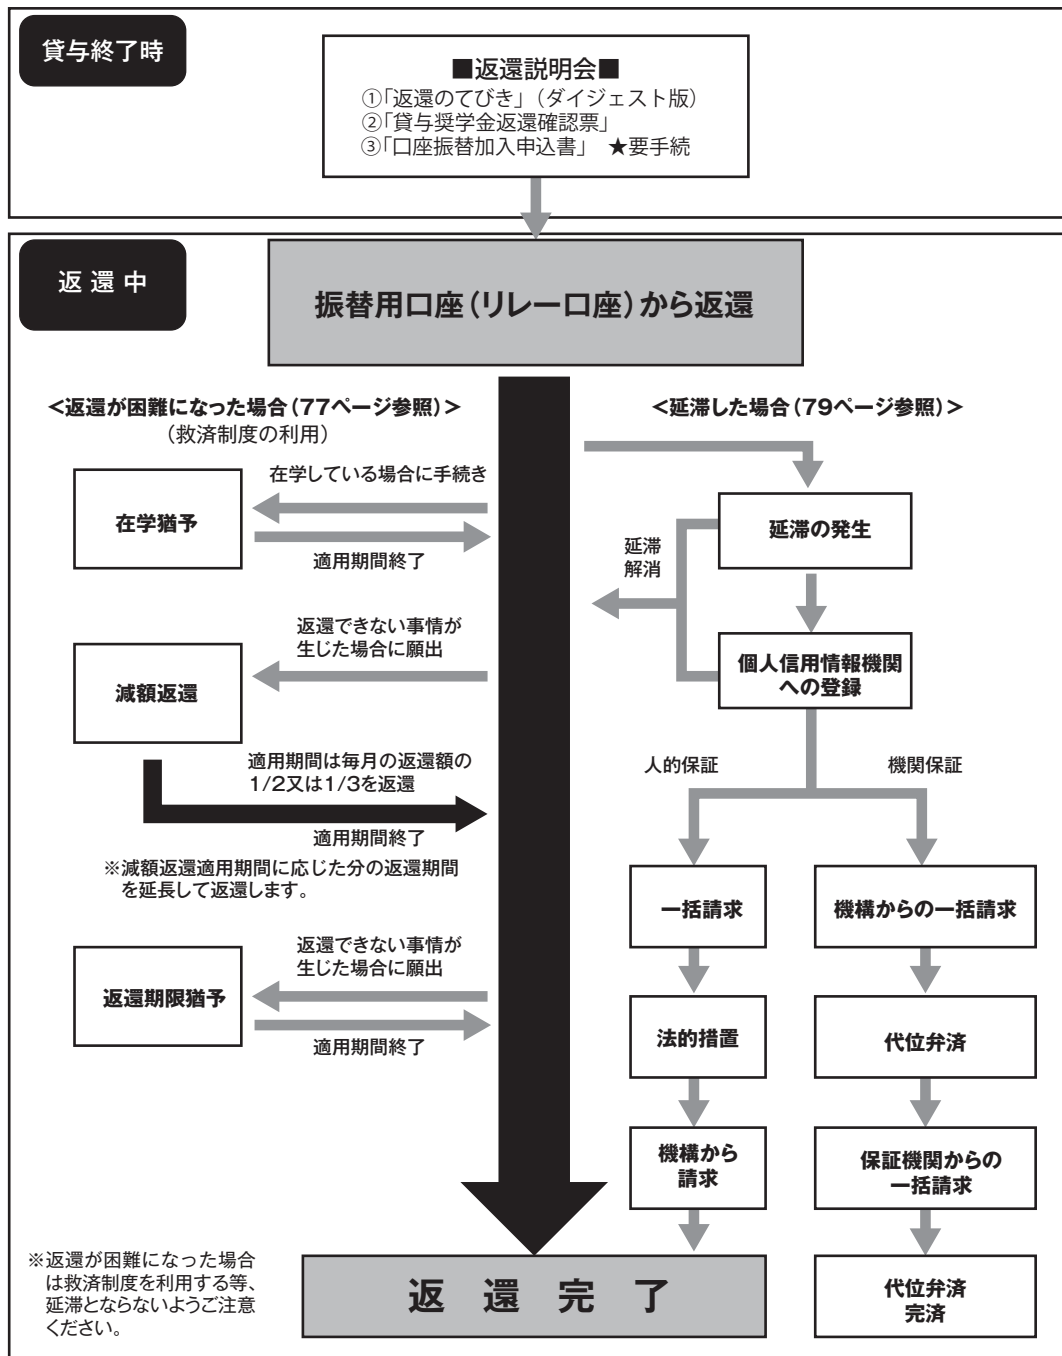 貸与終了時
■返還説明会■
①「返還のてびき」（ダイジェスト版）
②「貸与奨学金返還確認票」
③「口座振替加入申込書」　★要手続
返還中
振替用口座（リレー口座）から返還
＜返還が困難になった場合（77ページ参照）＞
（救済制度の利用）
在学している場合に手続き
在学猶予
適用期間終了
返還できない事情が
生じた場合に願出
減額返還
適用期間は毎月の返還額の
1/2又は1/3を返還
適用期間終了
※減額返還適用期間に応じた分の返還期間
を延長して返還します。
返還できない事情が
生じた場合に願出
返還期限猶予
適用期間終了
＜延滞した場合（79ページ参照）＞
延滞の発生
延滞
解消
個人信用情報機関
への登録
人的保証
機関保証
一括請求
機構からの一括請求
法的措置
代位弁済
機構から
請求
保証機関からの
一括請求
※返還が困難になった場合
は救済制度を利用する等、
延滞とならないようご注意
ください。
返還完了
代位弁済
完済